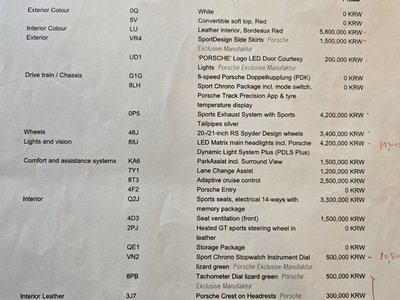 Exterior Colour 0Q White 0 KRW
5V Convertible soft top, Red 0 KRW
Interior Colour LU Leather interior, Bordeaux Red 5,800,000 KRW
Exterior VR4 SportDesign Side Skirts Porsche 1,500,000 KRW
Exclusive Manufaktur
UD1 'PORSCHE' Logo LED Door Courtesy 200,000 KRW
Lights Porsche Exclusive Manufaktur
Drive train / Chassis G1G 8-speed Porsche Doppelkupplung (PDK) 0 KRW
8LH Sport Chrono Package incl. mode switch, 0 KRW
Porsche Track Precision App & tyre
temperature display
0P5 Sports Exhaust System with Sports 4,200,000 KRW
Tailpipes silver
Wheels 46J 20-/21-inch RS Spyder Design wheels 3,400,000 KRW
Lights and vision 8IU LED Matrix main headlights incl. Porsche 4,200,000 KRW
Dynamic Light System Plus (PDLS Plus)
Comfort and assistance systems KA6 ParkAssist incl. Surround View 1,500,000 KRW
7Y1 Lane Change Assist 1,200,000 KRW
8T3 Adaptive cruise control 2,500,000 KRW
4F2 Porsche Entry 0 KRW
Interior Q2J Sports seats, electrical 14-ways with 3,300,000 KRW
memory package
4D3 Seat ventilation (front) 1,500,000 KRW
2PJ Heated GT sports steering wheel in 0 KRW
leather
QE1 Storage Package 0 KRW
VN2 Sport Chrono Stopwatch Instrument Dial 500,000 KRW
lizard green Porsche Exclusive Manufaktur
8PB Tachometer Dial lizard green Porsche 500,000 KRW
Exclusive Manufaktur
Interior Leather 3J7 Porsche Crest on Headrests Porsche 300,000 KRW